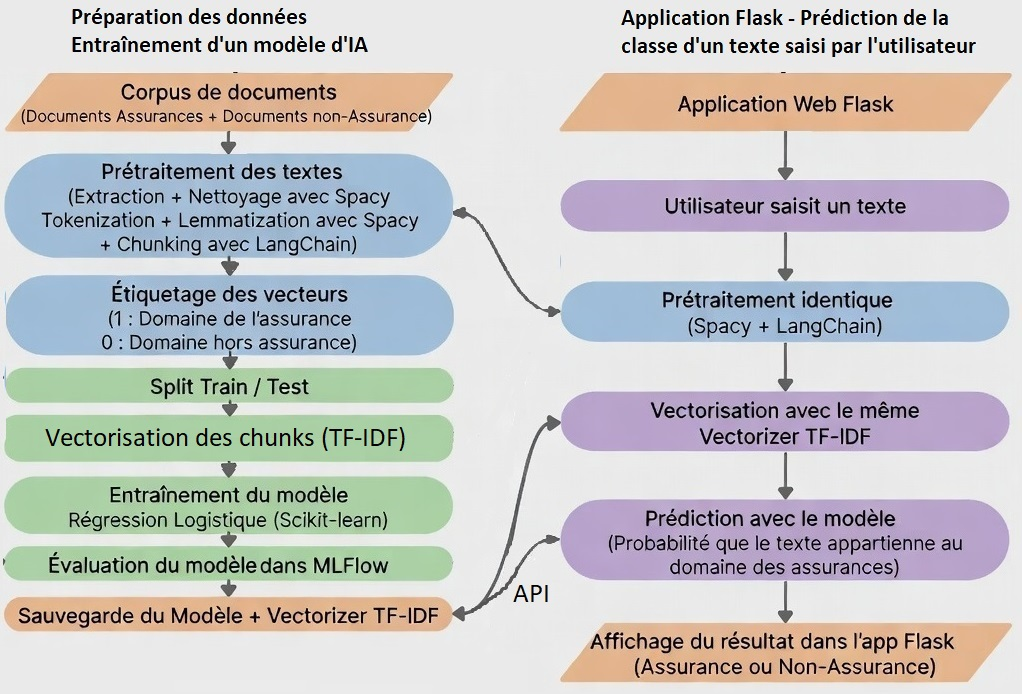 Préparation des données
Entraînement d'un modèle d'IA
Corpus de documents
(Documents Assurances + Documents non-Assurance)
Prétraitement des textes
(Extraction + Nettoyage avec Spacy
Tokenization + Lemmatization avec Spacy
+ Chunking avec LangChain)
Étiquetage des vecteurs
(1 : Domaine de l'assurance
0 : Domaine hors assurance)
Split Train / Test
Vectorisation des chunks (TF-IDF)
Entraînement du modèle
Régression Logistique (Scikit-learn)
Évaluation du modèle dans MLFlow
Sauvegarde du Modèle + Vectorizer TF-IDF
API
Application Flask - Prédiction de la
classe d'un texte saisi par l'utilisateur
Application Web Flask
Utilisateur saisit un texte
Prétraitement identique
(Spacy + LangChain)
Vectorisation avec le même
Vectorizer TF-IDF
Prédiction avec le modèle
(Probabilité que le texte appartienne au
domaine des assurances)
Affichage du résultat dans l'app Flask
(Assurance ou Non-Assurance)